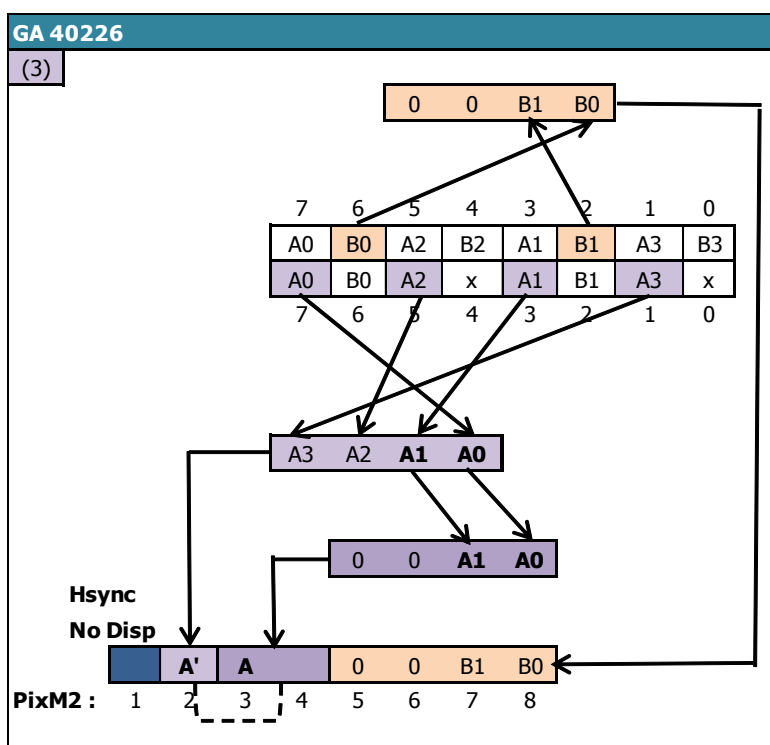 GA 40226
(3)
0 0 B1 B0
7 6 5 4 3 2 1 0
A0 B0 A2 B2 A1 B1 A3 B3
A0 B0 A2 x A1 B1 A3 x
7 6 5 4 3 2 1 0
A3 A2 A1 A0
0 0 A1 A0
Hsync
No Disp
A' A 0 0 B1 B0
PixM2 : 1 2 3 4 5 6 7 8